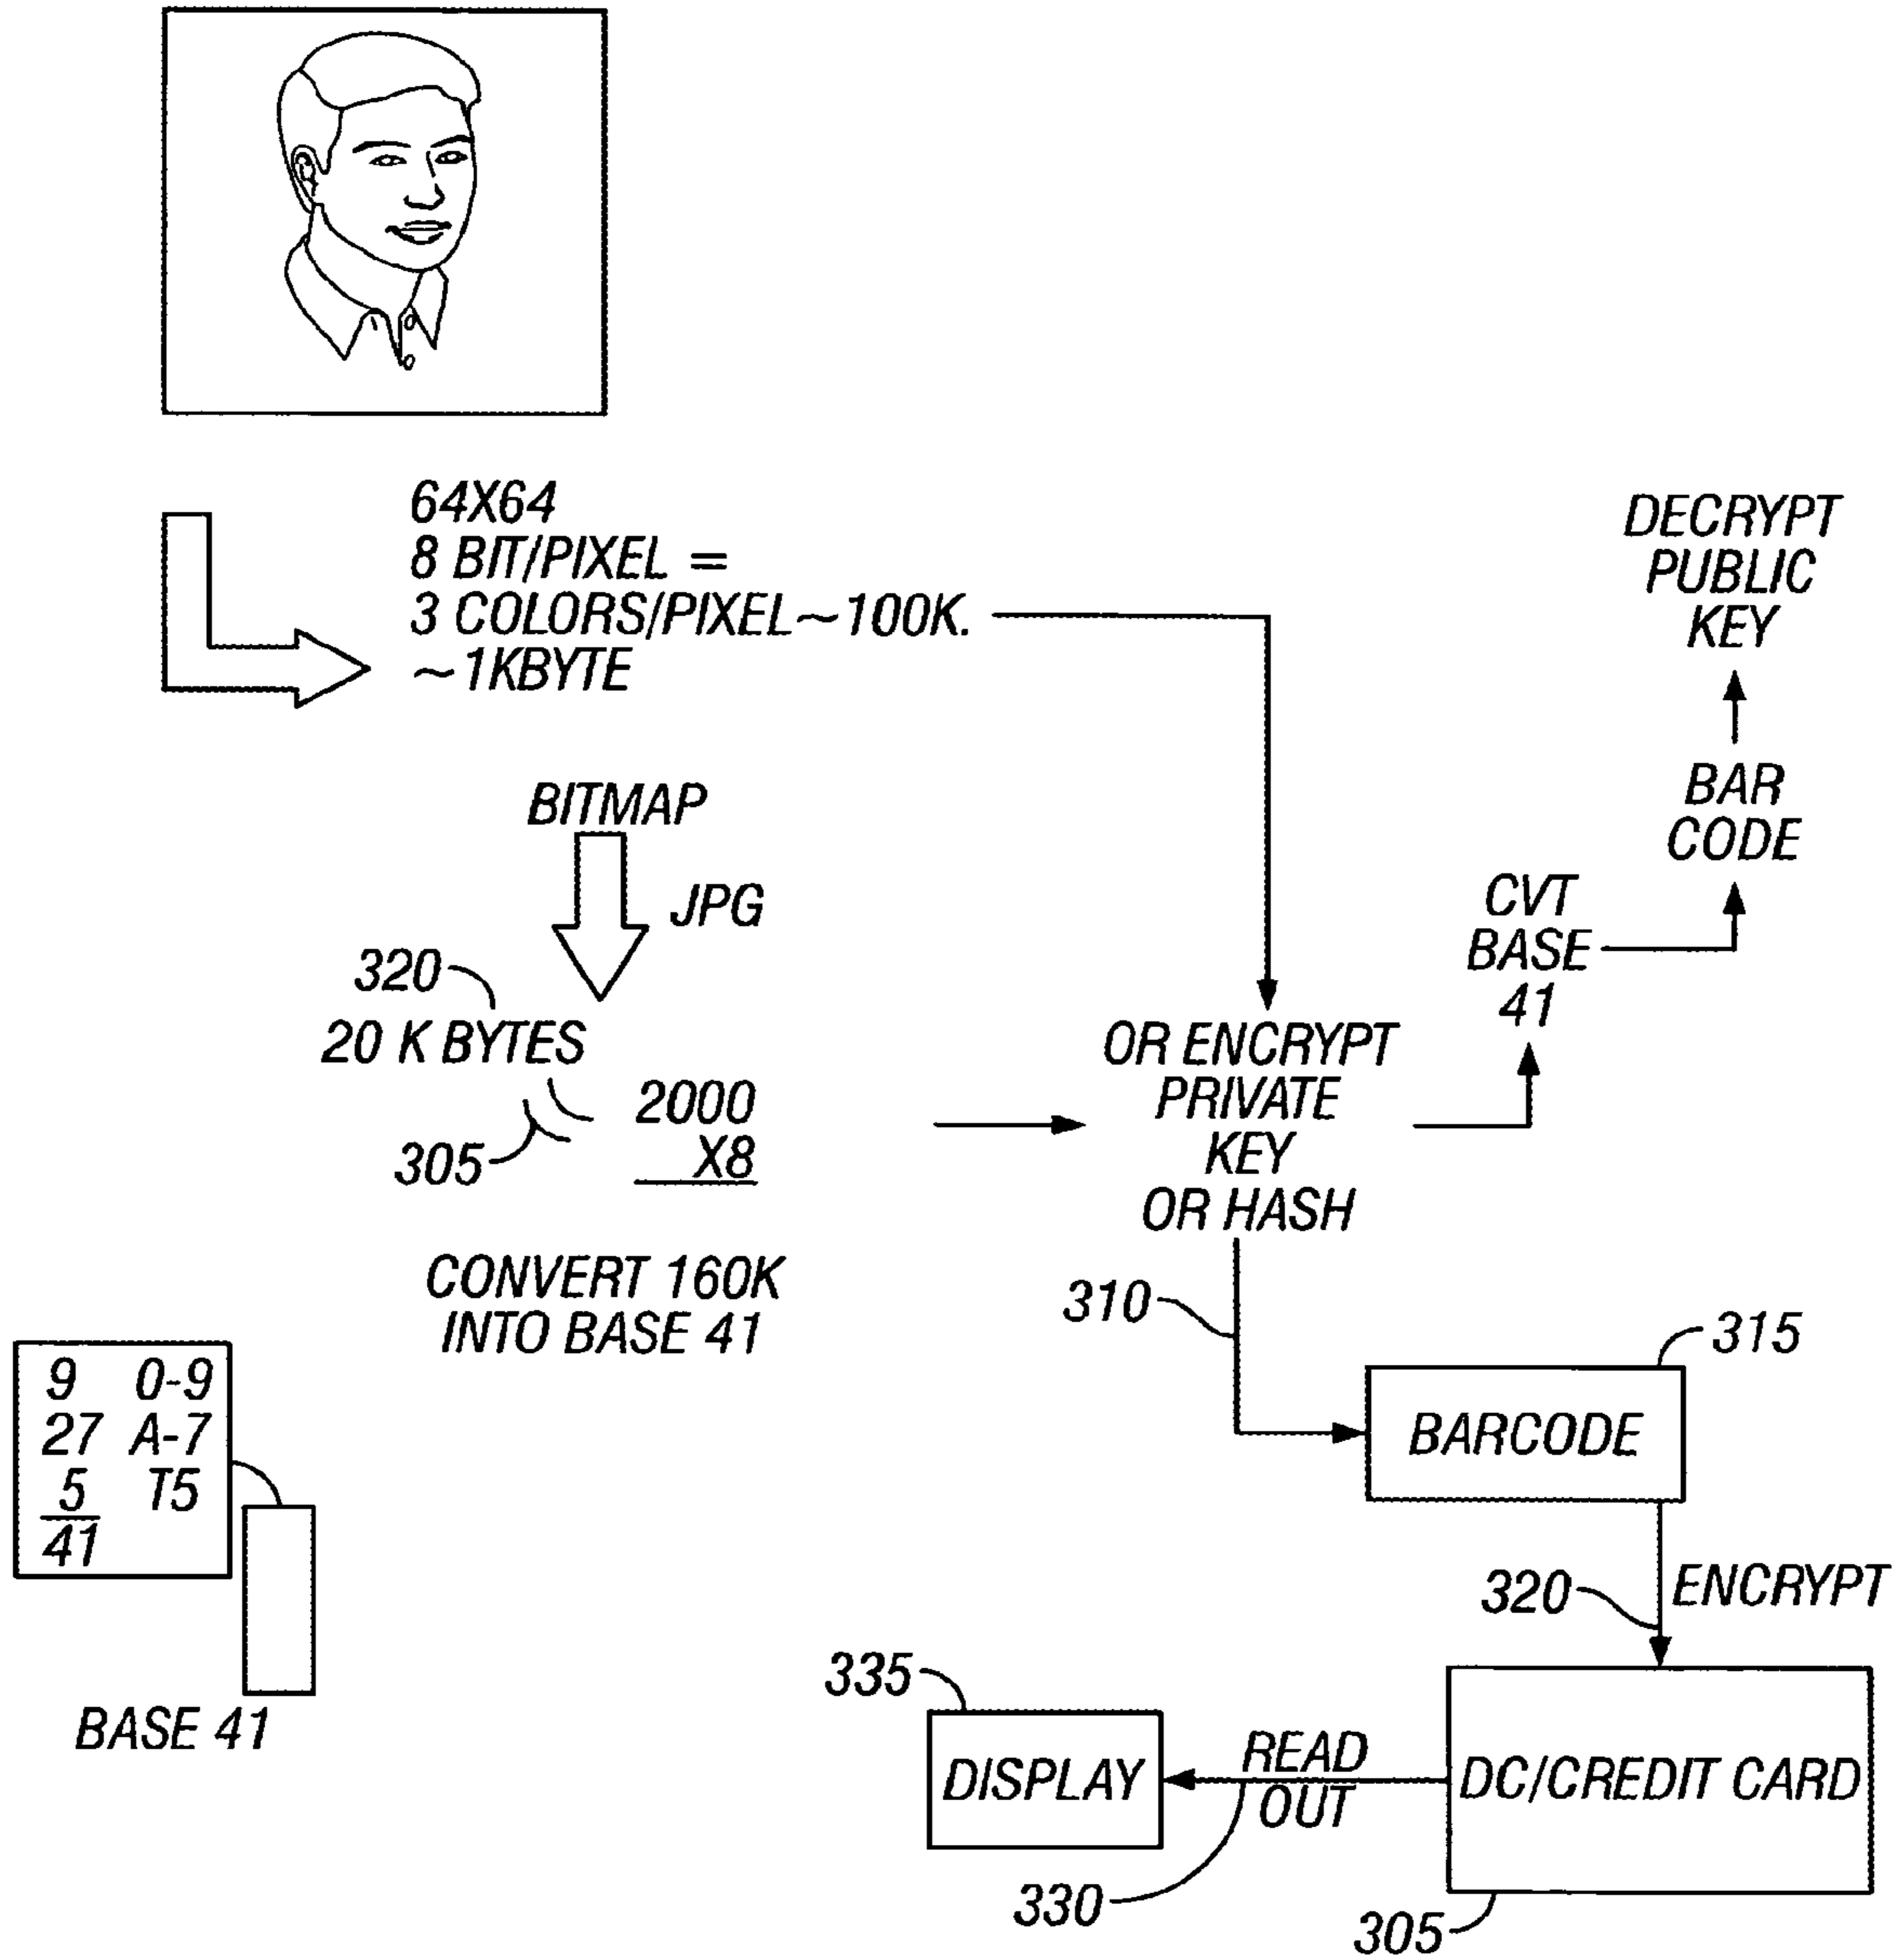 64X64
8 BIT/PIXEL =
3 COLORS/PIXEL~100K.
~1KBYTE
DECRYPT
PUBLIC
KEY
BAR
CODE
CVT
BASE
41
BITMAP
JPG
320
20 K BYTES
305
2000
X8
CONVERT 160K
INTO BASE 41
OR ENCRYPT
PRIVATE
KEY
OR HASH
310
315
BARCODE
9 0-9
27 A-7
5 T5
41
BASE 41
320
ENCRYPT
335
DISPLAY
READ
OUT
330
DC/CREDIT CARD
305